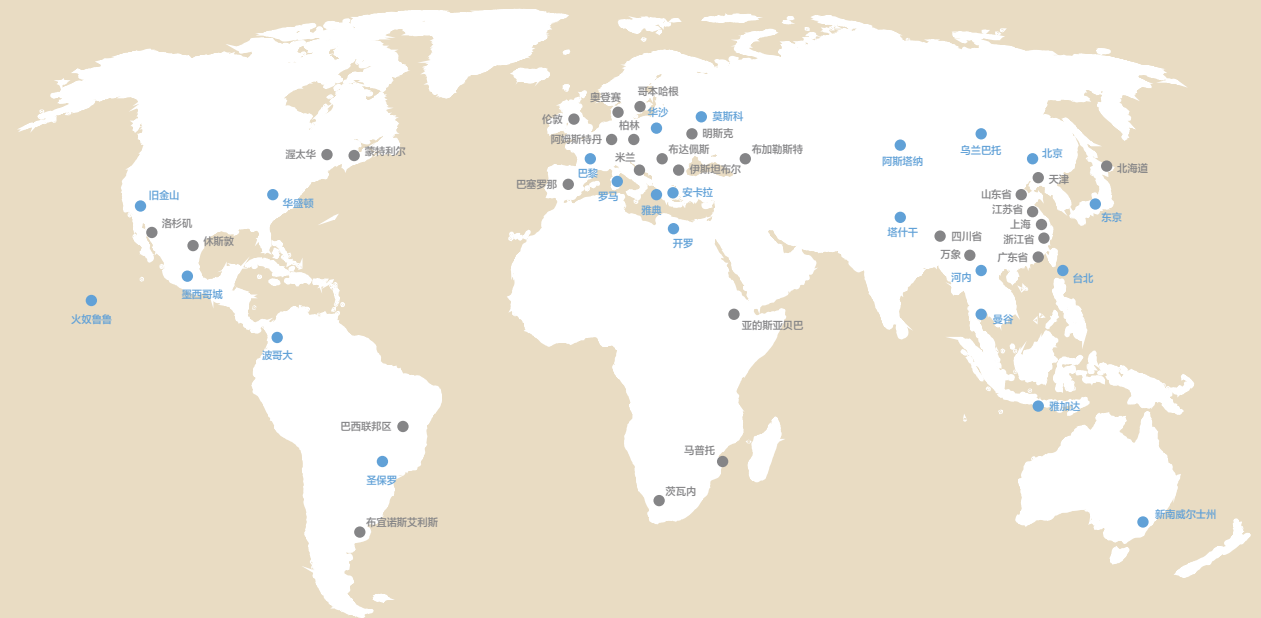 哥本哈根
奥登赛
华沙
莫斯科
伦敦
柏林
明斯克
阿姆斯特丹
布达佩斯
布加勒斯特
米兰
伊斯坦布尔
巴黎
巴塞罗那
罗马
安卡拉
雅典
开罗
渥太华
蒙特利尔
旧金山
华盛顿
洛杉矶
休斯敦
墨西哥城
火奴鲁鲁
波哥大
巴西联邦区
圣保罗
布宜诺斯艾利斯
亚的斯亚贝巴
马普托
茨瓦内
阿斯塔纳
乌兰巴托
北京
北海道
天津
山东省
江苏省
东京
上海
塔什干
四川省
浙江省
万象
广东省
河内
台北
曼谷
雅加达
新南威尔士州